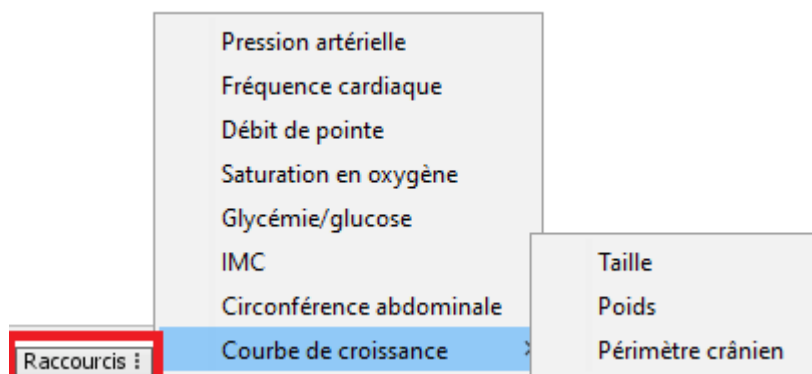 Pression artérielle
Fréquence cardiaque
Débit de pointe
Saturation en oxygène
Glycémie/glucose
IMC
Circonférence abdominale
Courbe de croissance
Taille
Poids
Périmètre crânien
Raccourcis